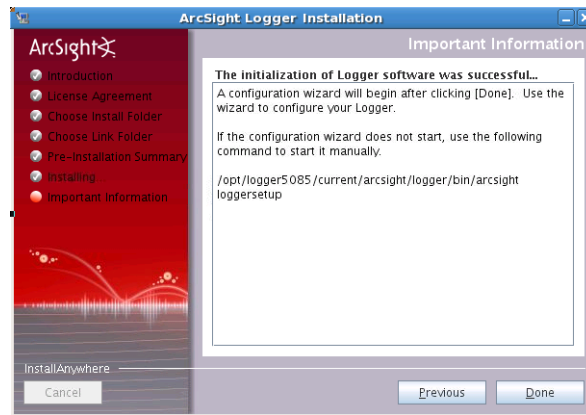 ArcSight Logger Installation
ArcSight
Important Information
Introduction
License Agreement
Choose Install Folder
Choose Link Folder
Pre-Installation Summary
Installing...
Important Information
The initialization of Logger software was successful...
A configuration wizard will begin after clicking [Done]. Use the
wizard to configure your Logger.
If the configuration wizard does not start, use the following
command to start it manually.
/opt/logger5085/current/arcsight/logger/bin/arcsight
loggersetup
InstallAnywhere
Cancel
Previous
Done